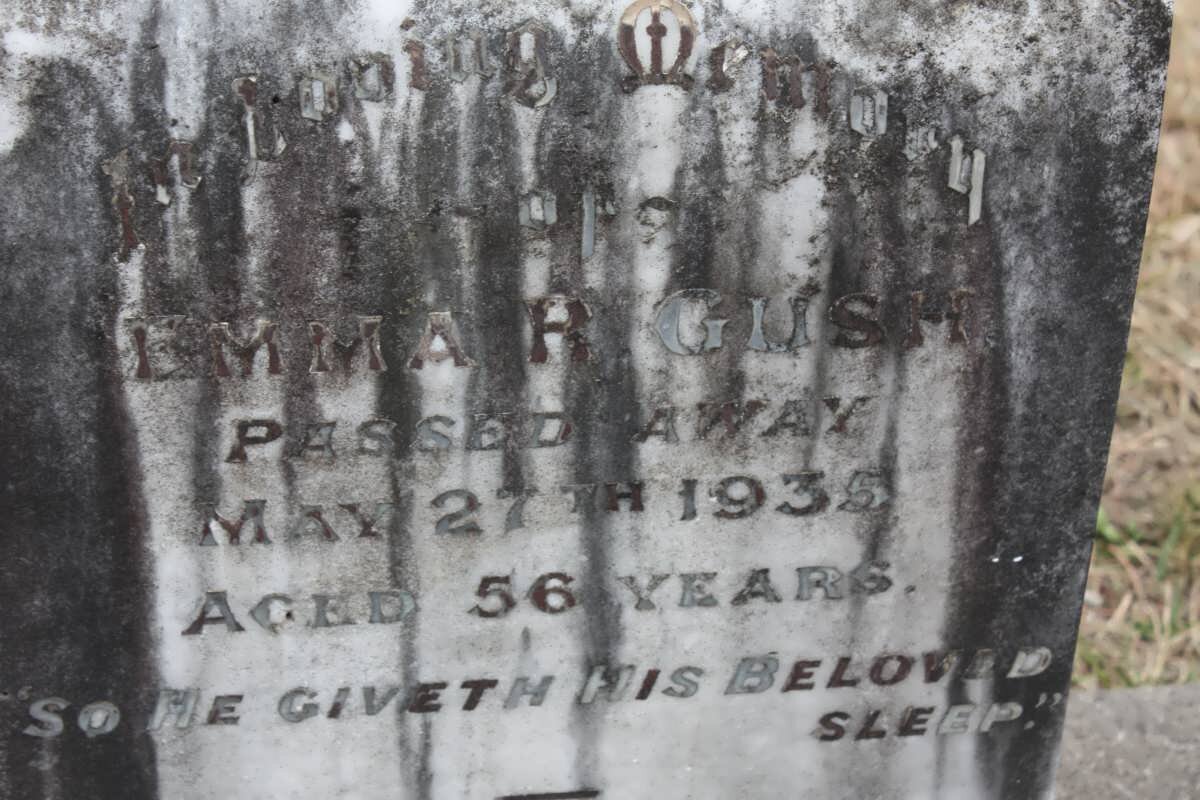 In Loving Memory
OF
EMMA R GUSH.
PASSED AWAY
MAY 27TH 1935
AGED 56 YEARS.
"SO HE GIVETH HIS BELOVED
SLEEP."